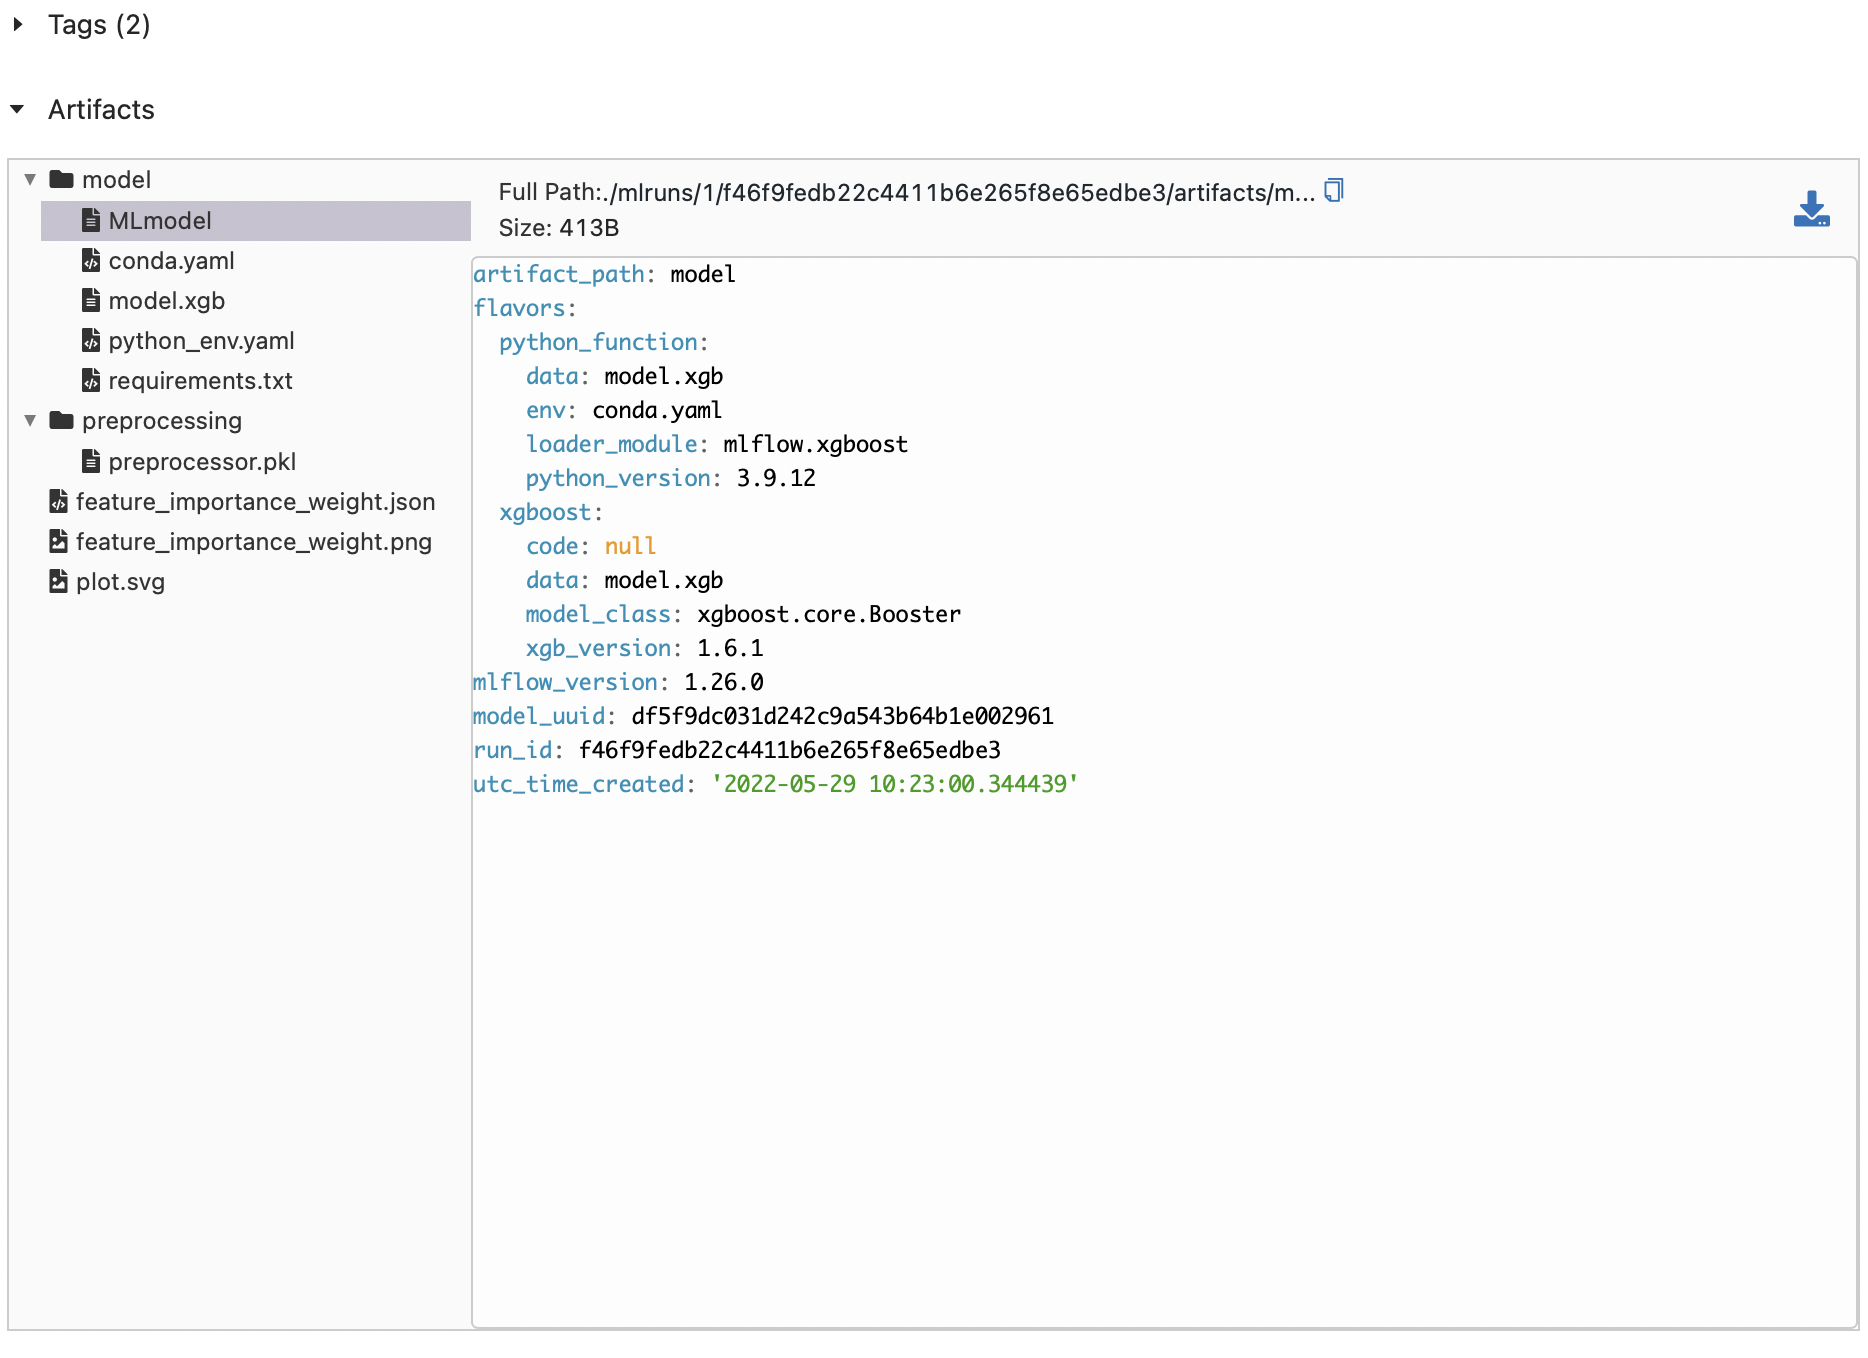 Tags (2)
Artifacts
model
MLmodel
conda.yaml
model.xgb
python_env.yaml
requirements.txt
preprocessing
preprocessor.pkl
feature_importance_weight.json
feature_importance_weight.png
plot.svg
Full Path:./mlruns/1/f46f9fedb22c4411b6e265f8e65edbe3/artifacts/m...
Size: 413B
artifact_path: model
flavors:
  python_function:
    data: model.xgb
    env: conda.yaml
    loader_module: mlflow.xgboost
    python_version: 3.9.12
  xgboost:
    code: null
    data: model.xgb
    model_class: xgboost.core.Booster
    xgb_version: 1.6.1
mlflow_version: 1.26.0
model_uuid: df5f9dc031d242c9a543b64b1e002961
run_id: f46f9fedb22c4411b6e265f8e65edbe3
utc_time_created: '2022-05-29 10:23:00.344439'